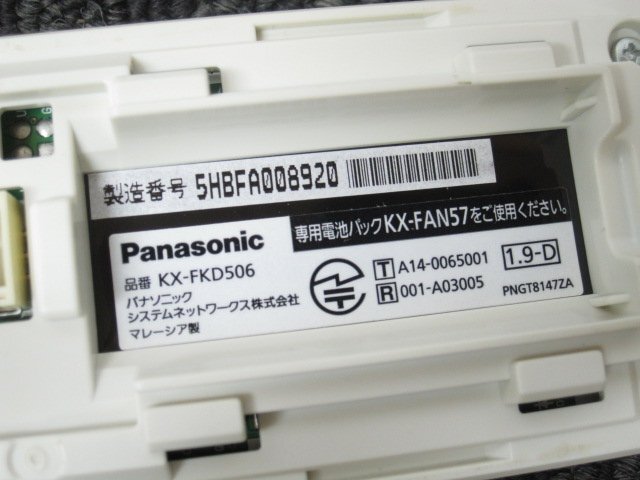 製造番号 5HBFA008920
専用電池パックKX-FAN57をご使用ください。
Panasonic
品番 KX-FKD506
パナソニック
システムネットワークス株式会社
マレーシア製
T A14-0065001
R 001-A03005
1.9-D
PNGT8147ZA